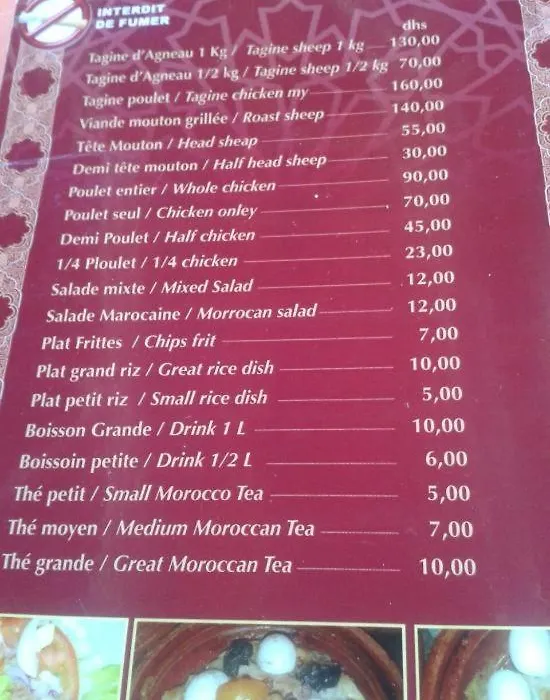 INTERDIT
DE FUMER
dhs
Tagine d'Agneau 1 Kg / Tagine sheep 1 kg 130,00
Tagine d'Agneau 1/2 kg / Tagine sheep 1/2 kg 70,00
Tagine poulet / Tagine chicken my 160,00
Viande mouton grillée / Roast sheep 140,00
Tête Mouton / Head sheap 55,00
Demi tête mouton / Half head sheep 30,00
Poulet entier / Whole chicken 90,00
Poulet seul / Chicken onley 70,00
Demi Poulet / Half chicken 45,00
1/4 Ploulet / 1/4 chicken 23,00
Salade mixte / Mixed Salad 12,00
Salade Marocaine / Morrocan salad 12,00
Plat Frittes / Chips frit 7,00
Plat grand riz / Great rice dish 10,00
Plat petit riz / Small rice dish 5,00
Boisson Grande / Drink 1 L 10,00
Boissoin petite / Drink 1/2 L 6,00
Thé petit / Small Morocco Tea 5,00
Thé moyen / Medium Moroccan Tea 7,00
Thé grande / Great Moroccan Tea 10,00